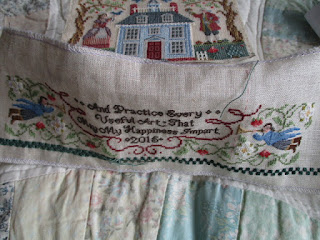 And Practice Every
Useful Art - That
May My Happiness Impart
2016